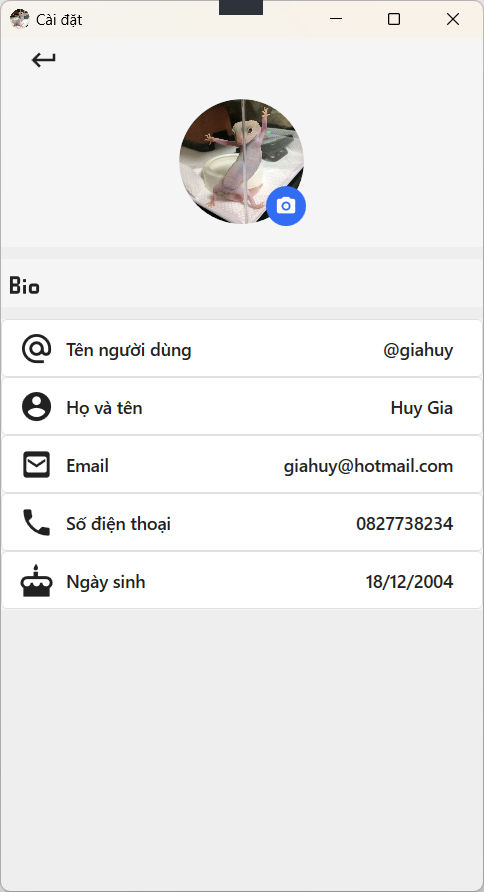 Cài đặt
Bio
Tên người dùng @giahuy
Họ và tên Huy Gia
Email giahuy@hotmail.com
Số điện thoại 0827738234
Ngày sinh 18/12/2004